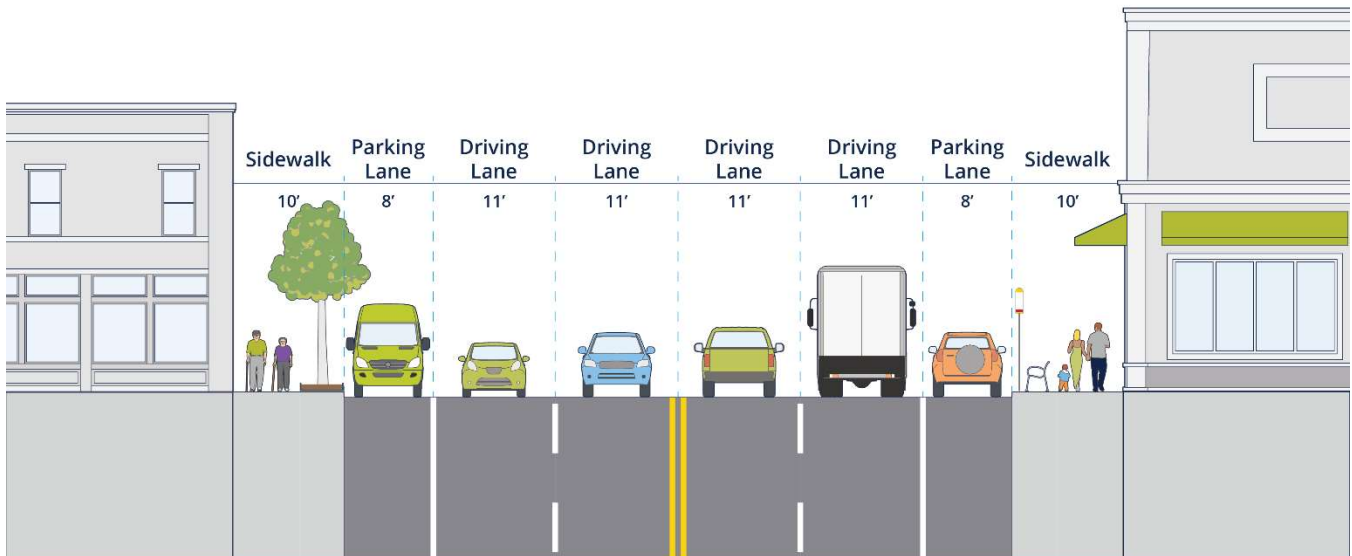 Sidewalk
Parking
Lane
Driving
Lane
Driving
Lane
Driving
Lane
Driving
Lane
Parking
Lane
Sidewalk
10’ 8’ 11’ 11’ 11’ 11’ 8’ 10’